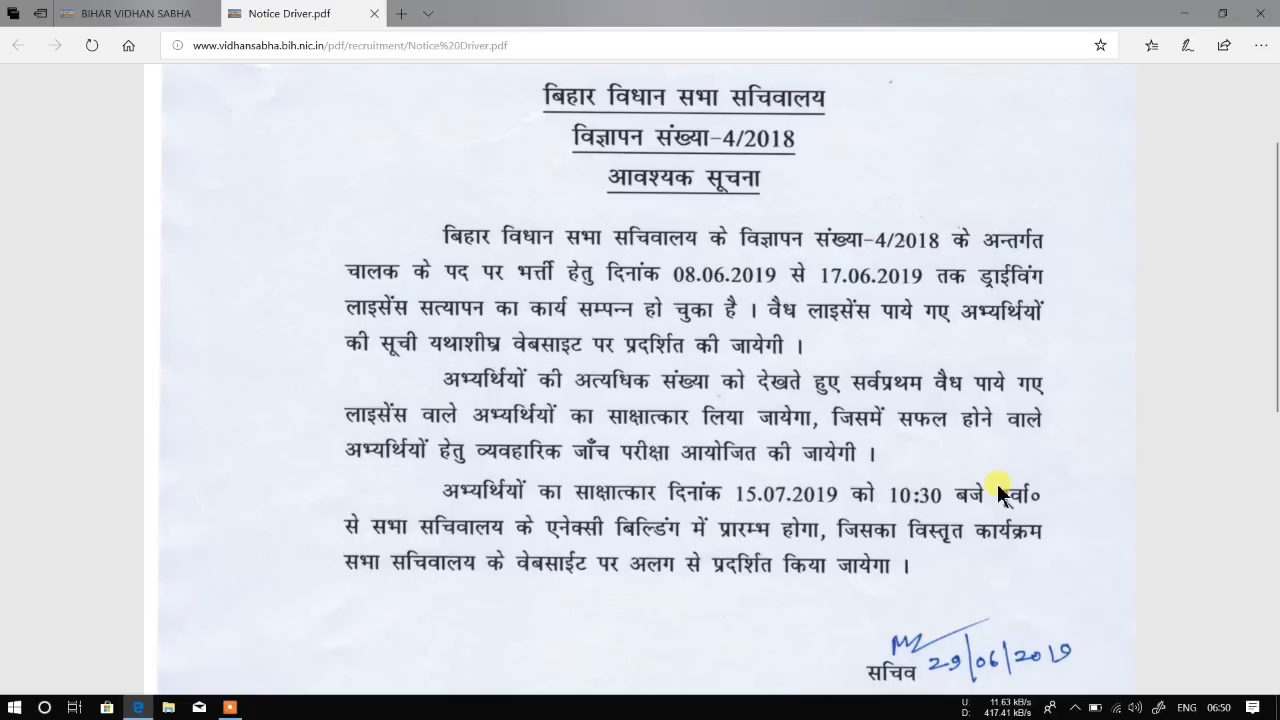 BIHAR VIDHAN SABHA
Notice Driver.pdf
www.vidhansabha.bih.nic.in/pdf/recruitment/Notice%20Driver.pdf
बिहार विधान सभा सचिवालय
विज्ञापन संख्या-4/2018
आवश्यक सूचना
बिहार विधान सभा सचिवालय के विज्ञापन संख्या-4/2018 के अन्तर्गत
चालक के पद पर भर्त्ती हेतु दिनांक 08.06.2019 से 17.06.2019 तक ड्राईविंग
लाइसेंस सत्यापन का कार्य सम्पन्न हो चुका है । वैध लाइसेंस पाये गए अभ्यर्थियों
की सूची यथाशीघ्र वेबसाइट पर प्रदर्शित की जायेगी ।
अभ्यर्थियों की अत्यधिक संख्या को देखते हुए सर्वप्रथम वैध पाये गए
लाइसेंस वाले अभ्यर्थियों का साक्षात्कार लिया जायेगा, जिसमें सफल होने वाले
अभ्यर्थियों हेतु व्यवहारिक जाँच परीक्षा आयोजित की जायेगी ।
अभ्यर्थियों का साक्षात्कार दिनांक 15.07.2019 को 10:30 बजे
से सभा सचिवालय के एनेक्सी बिल्डिंग में प्रारम्भ होगा, जिसका विस्तृत कार्यक्रम
सभा सचिवालय के वेबसाईट पर अलग से प्रदर्शित किया जायेगा ।
सचिव 29/06/2019
U: 11.63 kB/s
D: 417.41 kB/s
ENG 06:50